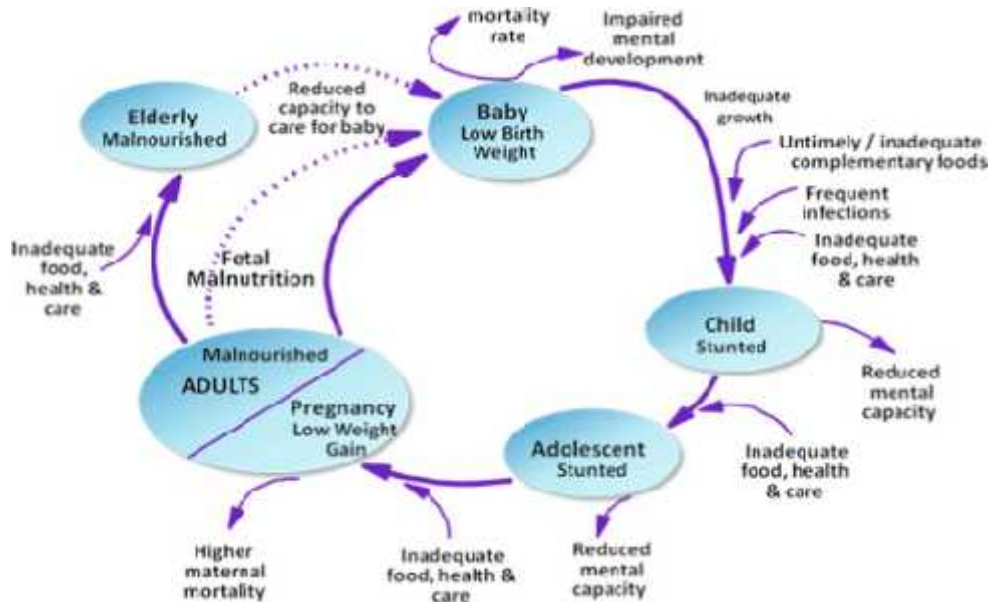 mortality
rate
Impaired
mental
development
Elderly
Malnourished
Reduced
capacity to
care for baby
Baby
Low Birth
Weight
Inadequate
growth
Untimely / inadequate
complementary foods
Frequent
infections
Inadequate
food, health
& care
Inadequate
food,
health &
care
Fetal
Malnutrition
Child
Stunted
Reduced
mental
capacity
Malnourished
ADULTS
Pregnancy
Low Weight
Gain
Adolescent
Stunted
Inadequate
food, health
& care
Higher
maternal
mortality
Inadequate
food, health &
care
Reduced
mental
capacity